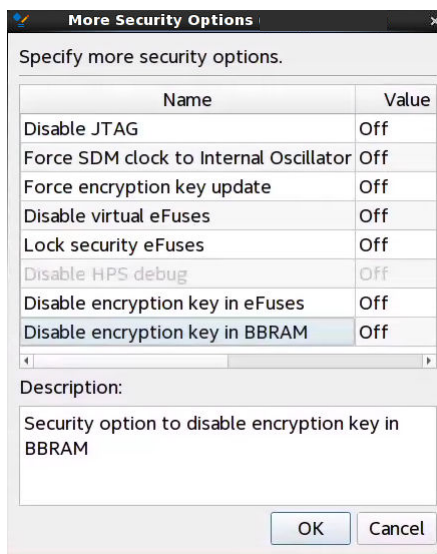 More Security Options
Specify more security options.
Name Value
Disable JTAG Off
Force SDM clock to Internal Oscillator Off
Force encryption key update Off
Disable virtual eFuses Off
Lock security eFuses Off
Disable HPS debug Off
Disable encryption key in eFuses Off
Disable encryption key in BBRAM Off
Description:
Security option to disable encryption key in
BBRAM
OK Cancel